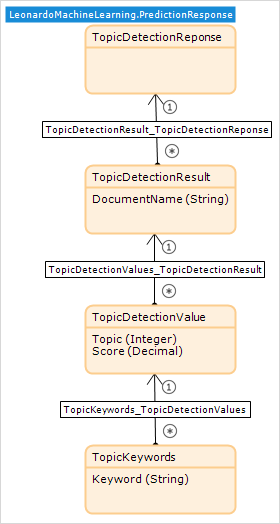 LeonardoMachineLearning.PredictionResponse
TopicDetectionReponse
1
TopicDetectionResult_TopicDetectionReponse
*
TopicDetectionResult
DocumentName (String)
1
TopicDetectionValues_TopicDetectionResult
*
TopicDetectionValue
Topic (Integer)
Score (Decimal)
1
TopicKeywords_TopicDetectionValues
*
TopicKeywords
Keyword (String)